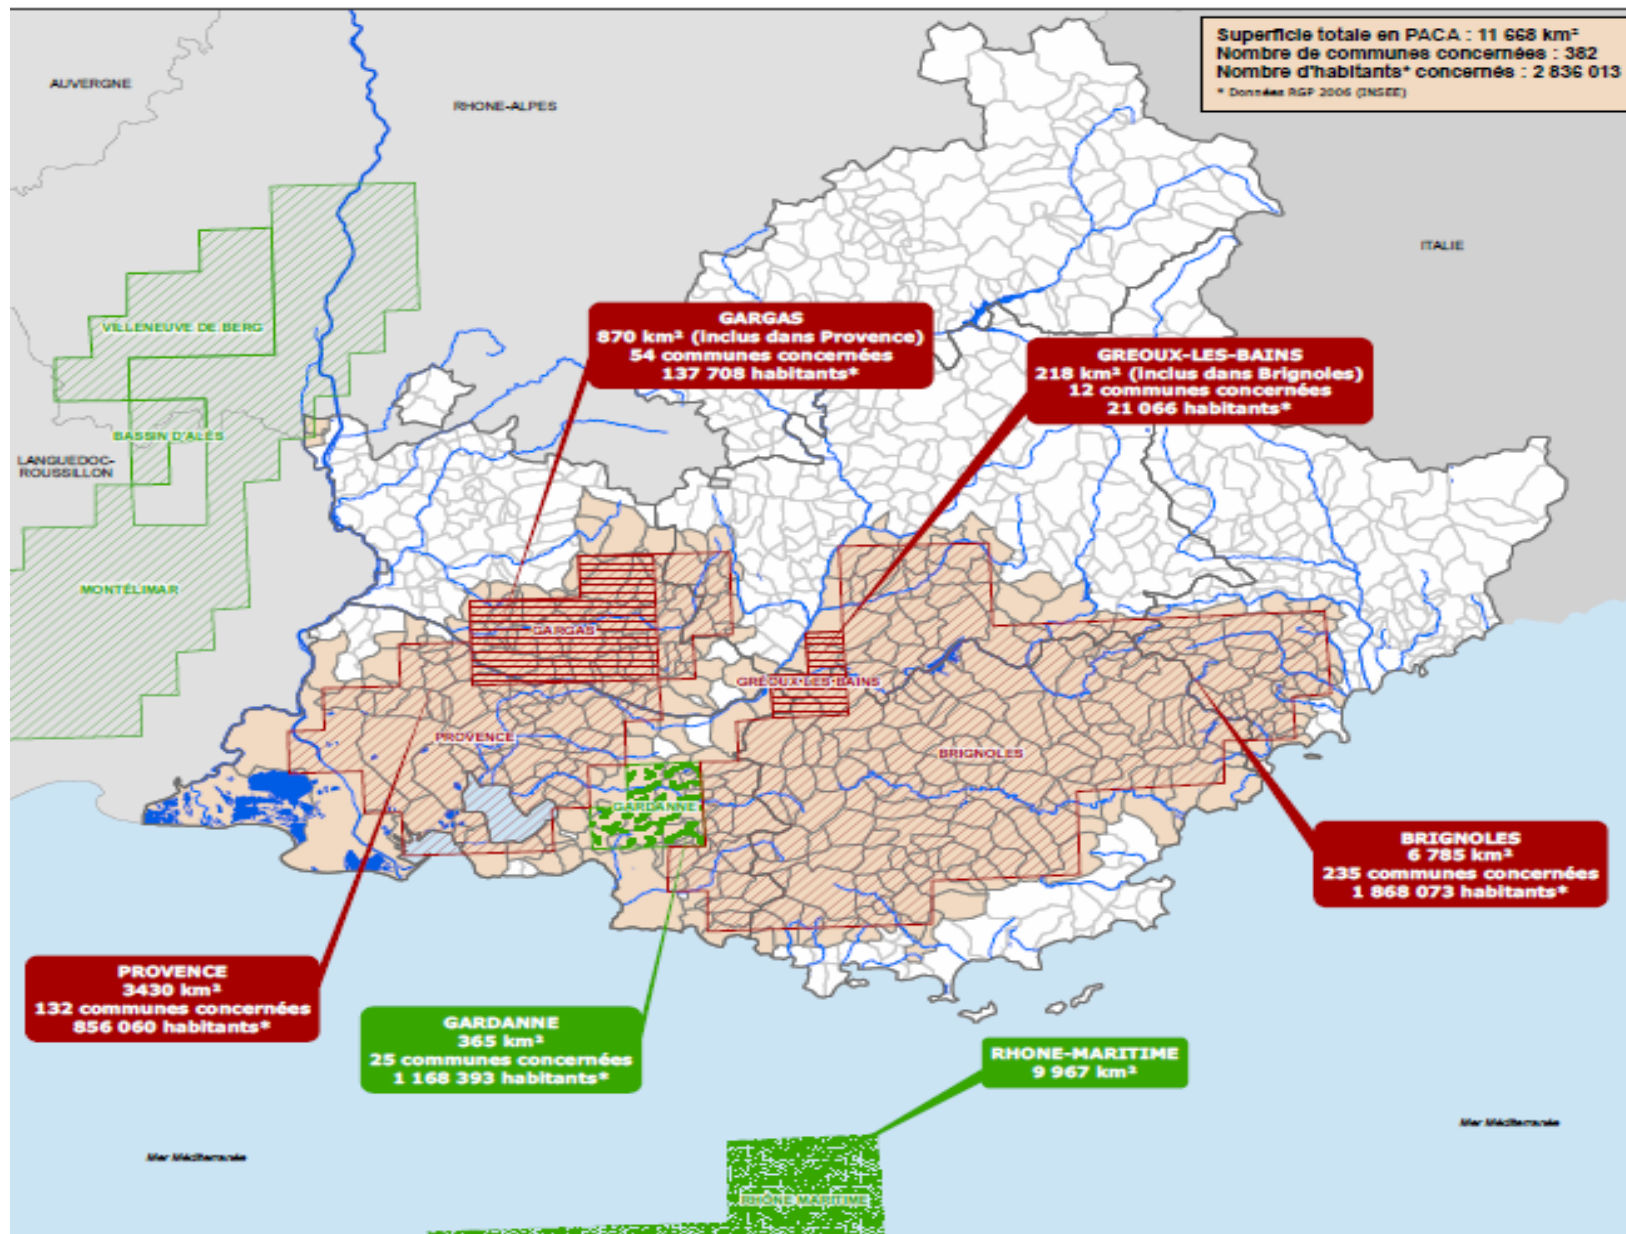 Superficie totale en PACA : 11 668 km²
Nombre de communes concernées : 382
Nombre d'habitants* concernés : 2 836 013
* Données RGP 2006 (INSEE)
AUVERGNE
RHONE-ALPES
ITALIE
VILLENEUVE DE BERG
GARGAS
870 km² (inclus dans Provence)
54 communes concernées
137 708 habitants*
GREOUX-LES-BAINS
218 km² (inclus dans Brignoles)
12 communes concernées
21 066 habitants*
BASSIN D'ALES
LANGUEDOC-
ROUSSILLON
MONTÉLIMAR
GARGAS
GREOUX-LES-BAINS
PROVENCE
BRIGNOLES
GARDANNE
BRIGNOLES
6 785 km²
235 communes concernées
1 868 073 habitants*
PROVENCE
3430 km²
132 communes concernées
856 060 habitants*
GARDANNE
365 km²
25 communes concernées
1 168 393 habitants*
RHONE-MARITIME
9 967 km²
Mer Méditerranée
Mer Méditerranée
RHÔNE MARITIME